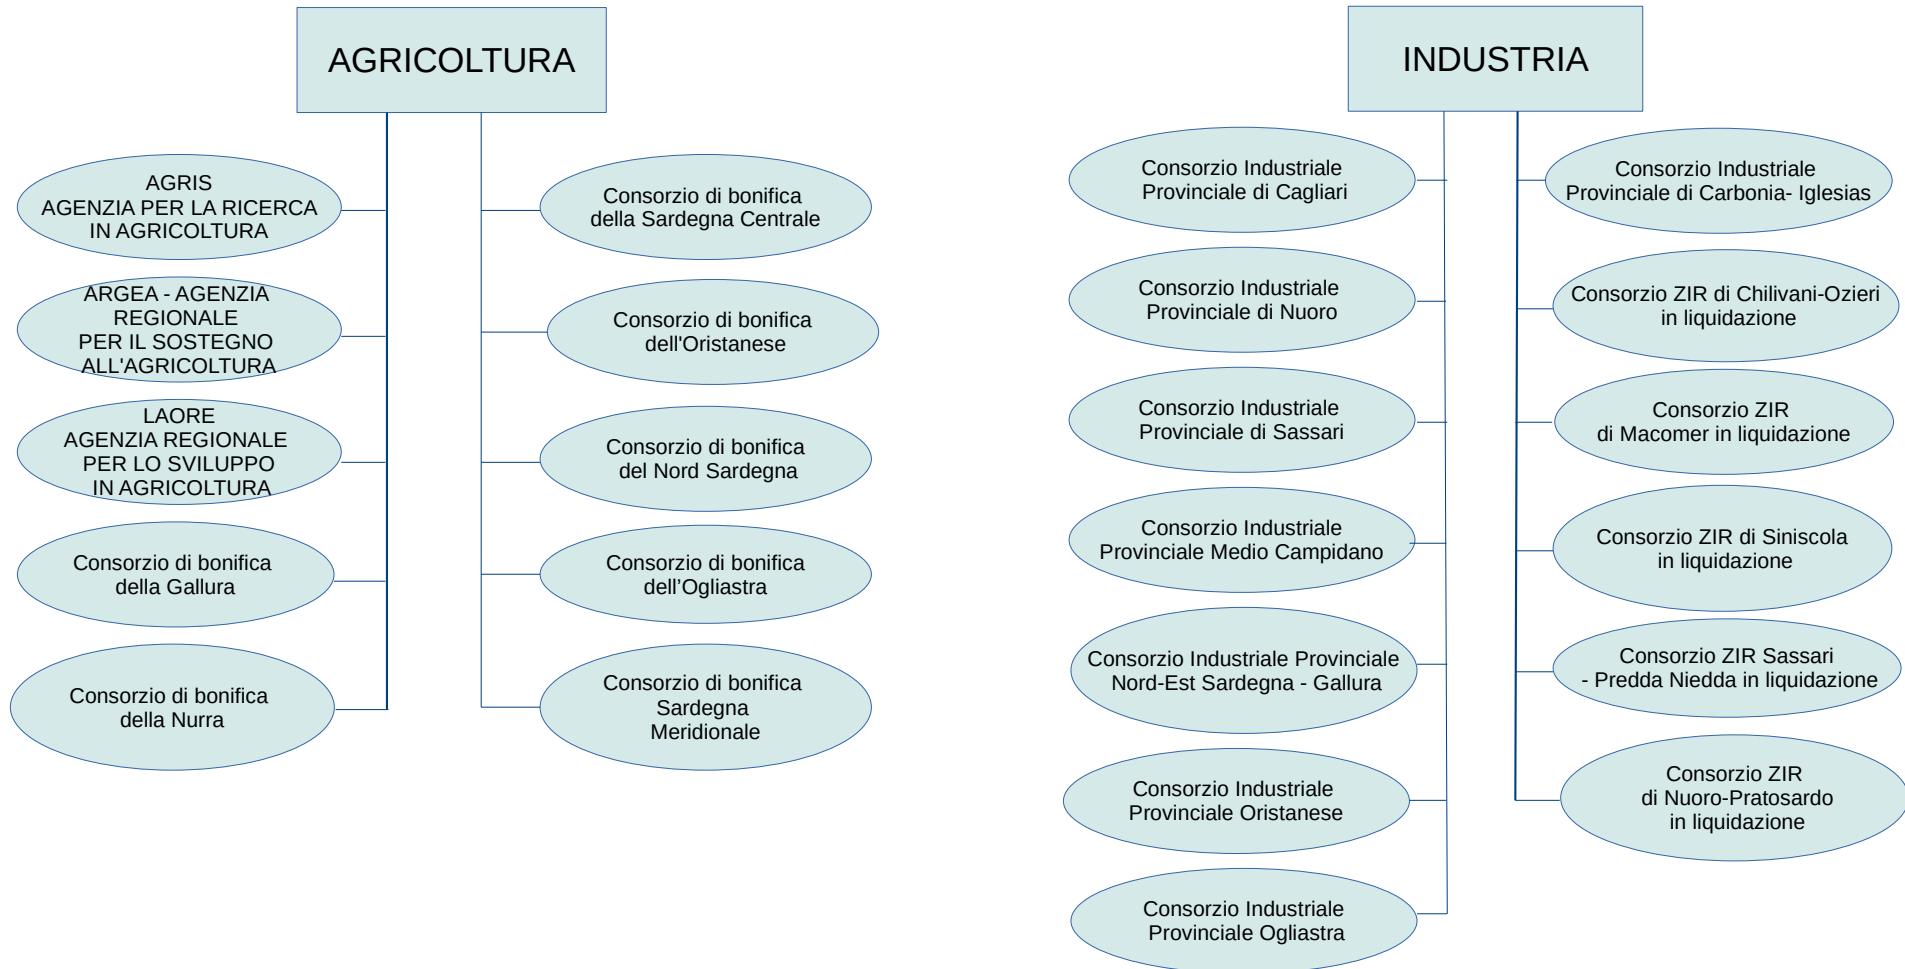 AGRICOLTURA
AGRIS
AGENZIA PER LA RICERCA
IN AGRICOLTURA
ARGEA - AGENZIA
REGIONALE
PER IL SOSTEGNO
ALL'AGRICOLTURA
LAORE
AGENZIA REGIONALE
PER LO SVILUPPO
IN AGRICOLTURA
Consorzio di bonifica
della Gallura
Consorzio di bonifica
della Nurra
Consorzio di bonifica
della Sardegna Centrale
Consorzio di bonifica
dell'Oristanese
Consorzio di bonifica
del Nord Sardegna
Consorzio di bonifica
dell’Ogliastra
Consorzio di bonifica
Sardegna
Meridionale
INDUSTRIA
Consorzio Industriale
Provinciale di Cagliari
Consorzio Industriale
Provinciale di Nuoro
Consorzio Industriale
Provinciale di Sassari
Consorzio Industriale
Provinciale Medio Campidano
Consorzio Industriale Provinciale
Nord-Est Sardegna - Gallura
Consorzio Industriale
Provinciale Oristanese
Consorzio Industriale
Provinciale Ogliastra
Consorzio Industriale
Provinciale di Carbonia- Iglesias
Consorzio ZIR di Chilivani-Ozieri
in liquidazione
Consorzio ZIR
di Macomer in liquidazione
Consorzio ZIR di Siniscola
in liquidazione
Consorzio ZIR Sassari
- Predda Niedda in liquidazione
Consorzio ZIR
di Nuoro-Pratosardo
in liquidazione